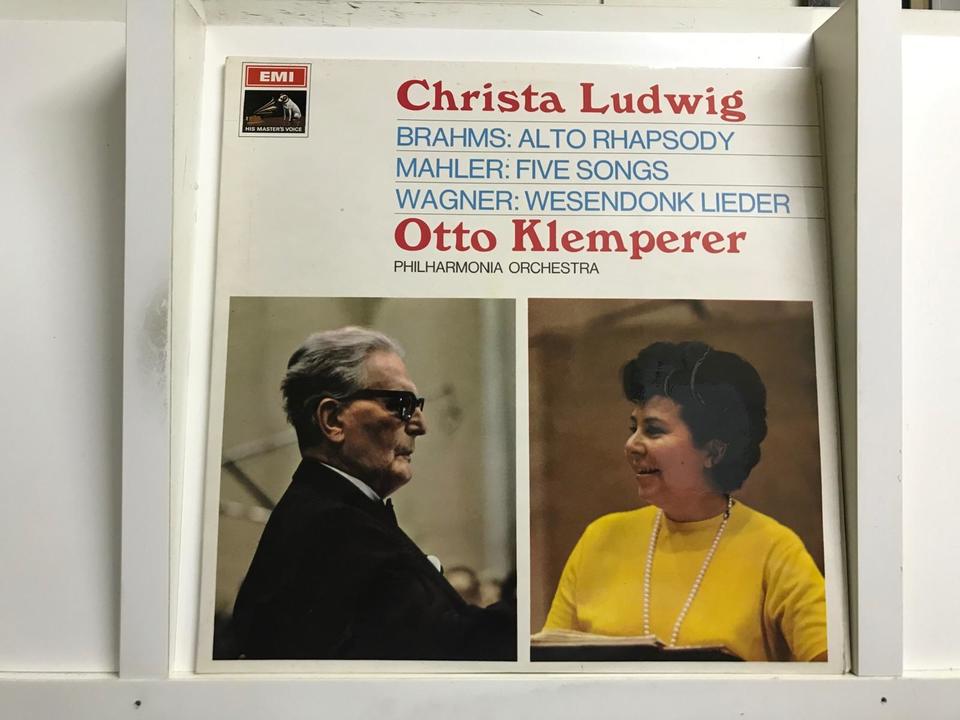 EMI
HIS MASTER'S VOICE
Christa Ludwig
BRAHMS: ALTO RHAPSODY
MAHLER: FIVE SONGS
WAGNER: WESENDONK LIEDER
Otto Klemperer
PHILHARMONIA ORCHESTRA